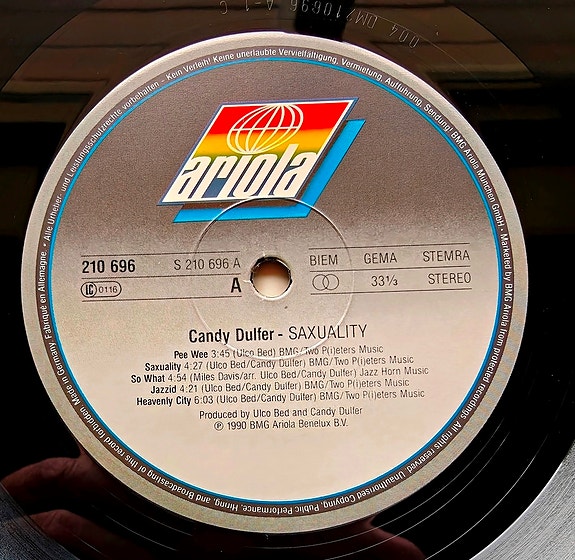 ariola
210 696
S 210 696 A
BIEM GEMA STEMRA
LC 0116
A
33⅓ STEREO
Candy Dulfer - SAXUALITY
Pee Wee 3:45 (Ulco Bed) BMG/Two P(i)eters Music
Saxuality 4:27 (Ulco Bed/Candy Dulfer) BMG/Two P(i)eters Music
So What 4:54 (Miles Davis/arr. Ulco Bed/Candy Dulfer) Jazz Horn Music
Jazzid 4:21 (Ulco Bed/Candy Dulfer) BMG/Two P(i)eters Music
Heavenly City 6:03 (Ulco Bed/Candy Dulfer) BMG/Two P(i)eters Music
Produced by Ulco Bed and Candy Dulfer
℗ 1990 BMG Ariola Benelux B.V.
Made in Germany Fabriqué en Allemagne. • Alle Urheber- und Leistungsschutzrechte vorbehalten - Kein Verleih! Keine unerlaubte Vervielfältigung, Vermietung, Aufführung, Sendung! BMG Ariola München GmbH • Marketed by BMG Ariola from protected recordings. All rights reserved. Unauthorised Copying, Public Performance, Hiring, and Broadcasting of this record forbidden